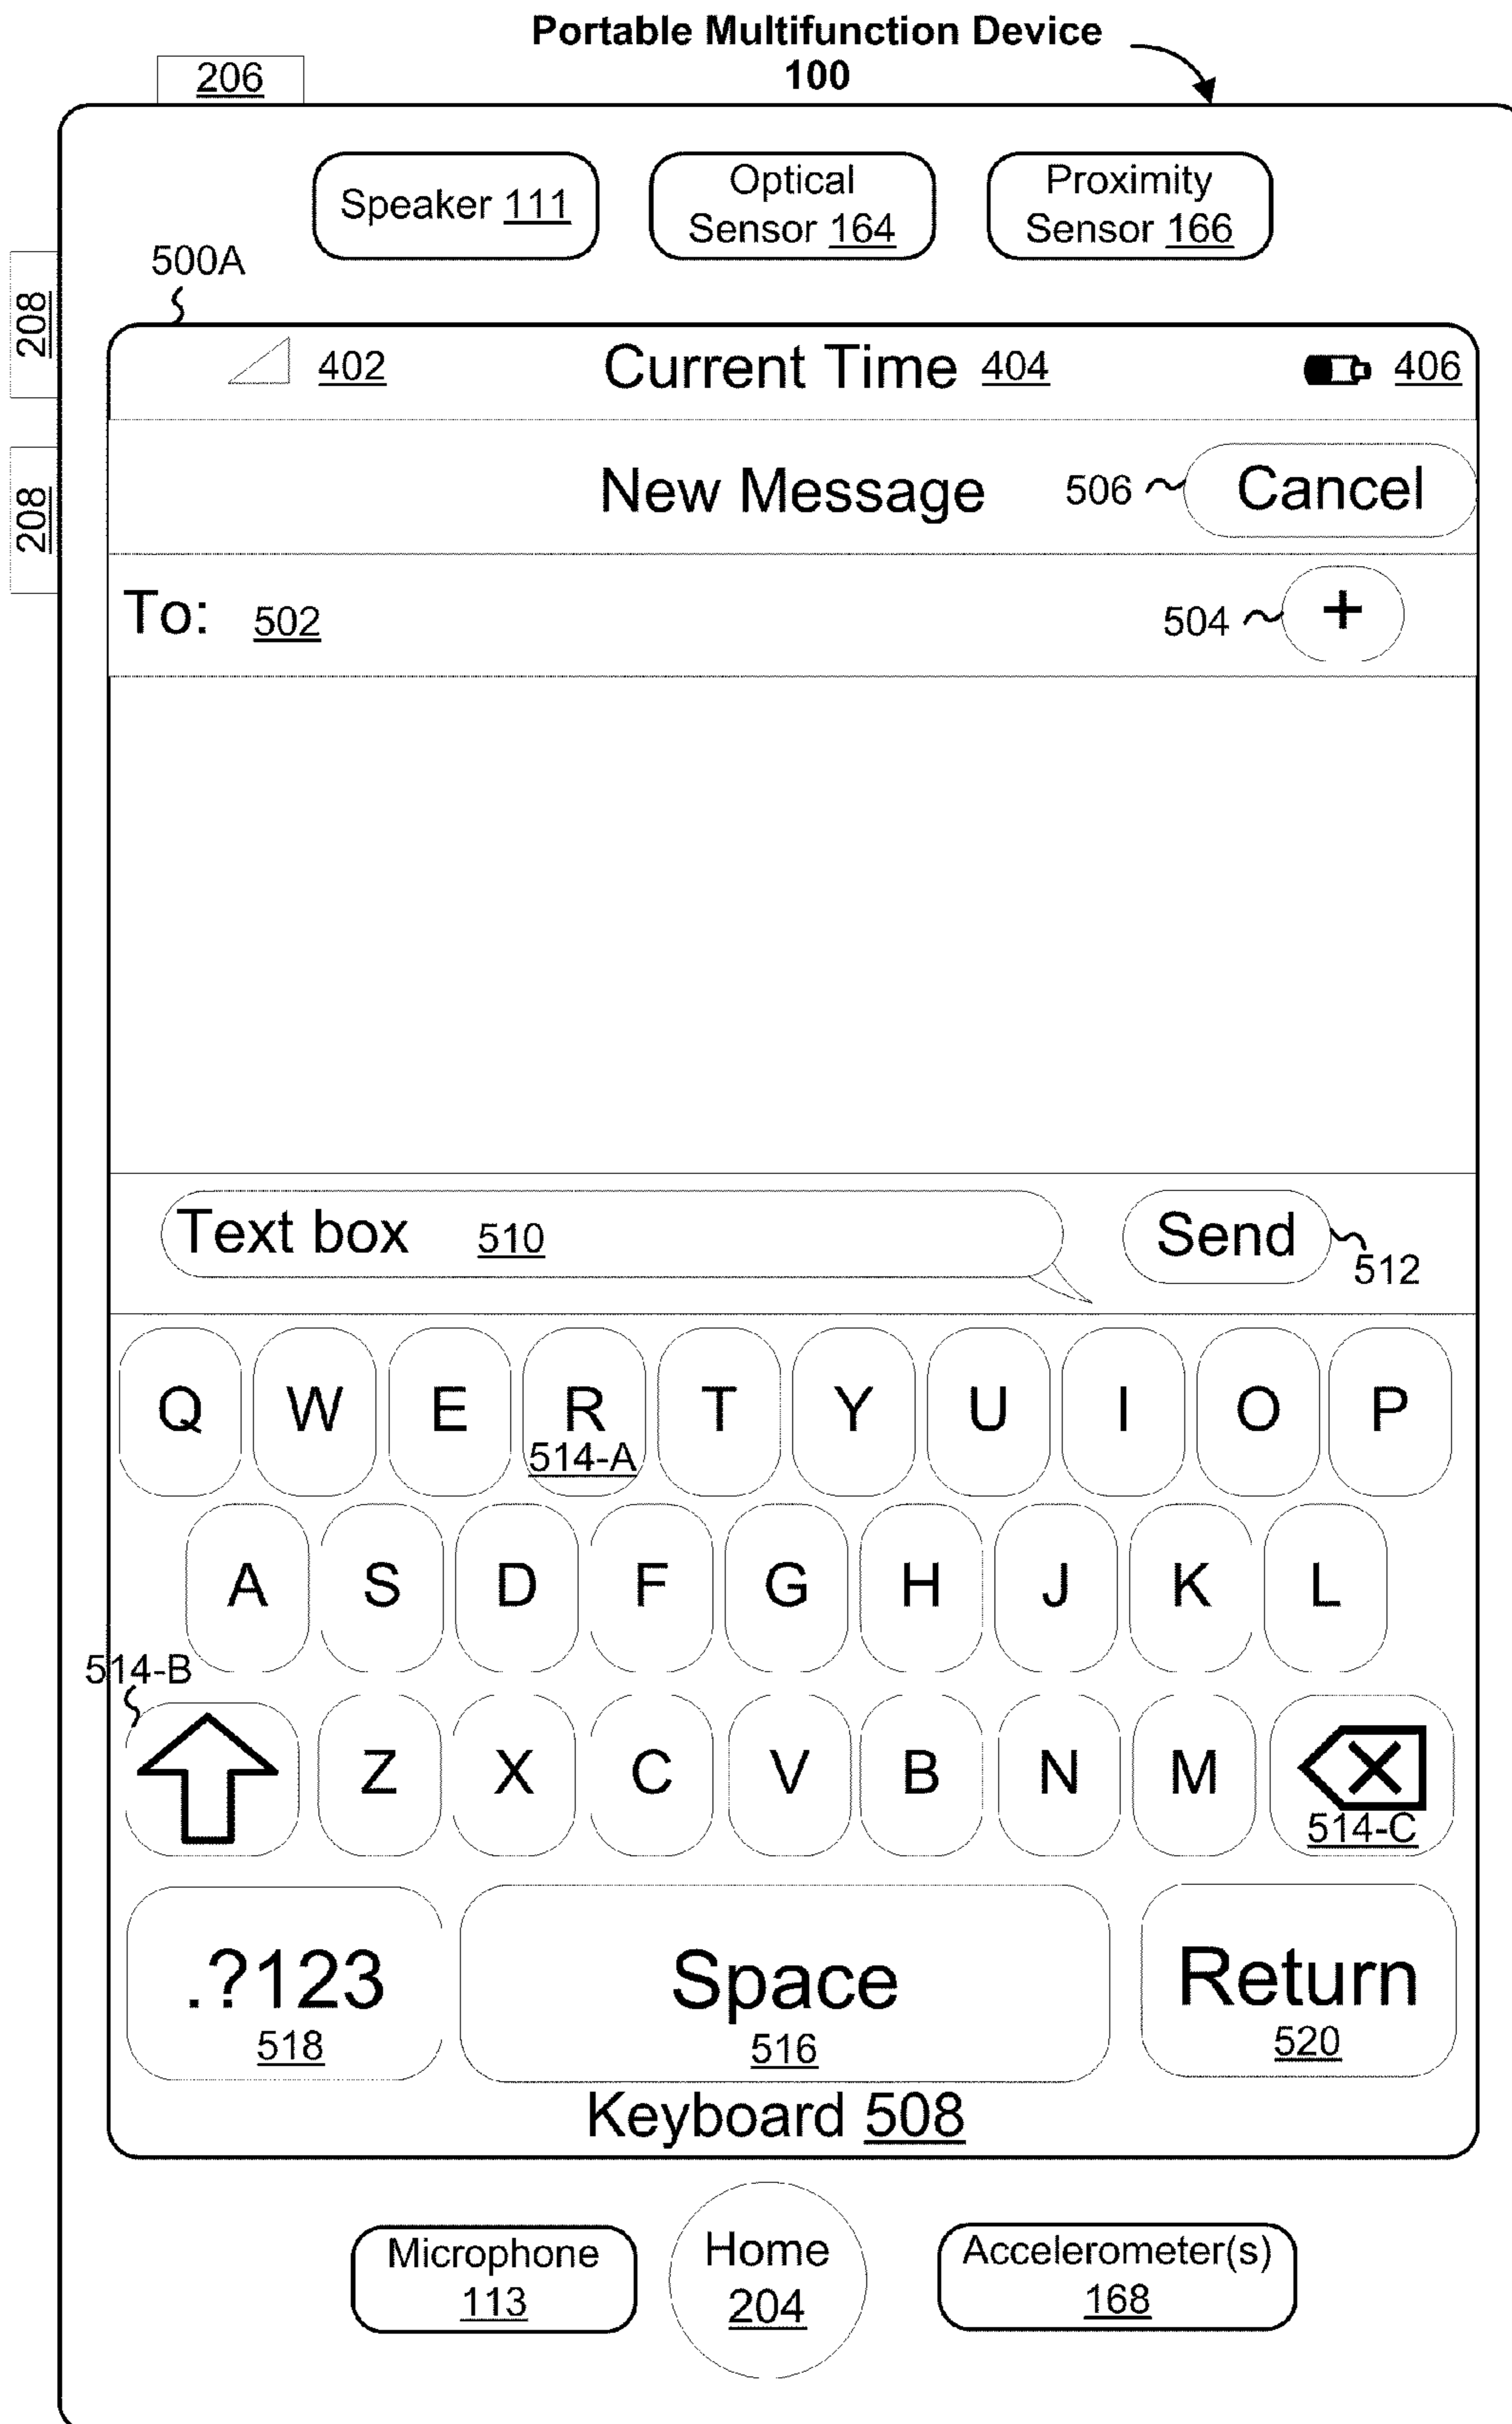 Portable Multifunction Device
100
206
Speaker 111
Optical
Sensor 164
Proximity
Sensor 166
500A
208
402 Current Time 404 406
208
New Message 506 Cancel
To: 502 504 +
Text box 510 Send
512
Q W E R T Y U I O P
514-A
A S D F G H J K L
514-B
Z X C V B N M
514-C
.?123 Space Return
518 516 520
Keyboard 508
Microphone
113
Home
204
Accelerometer(s)
168